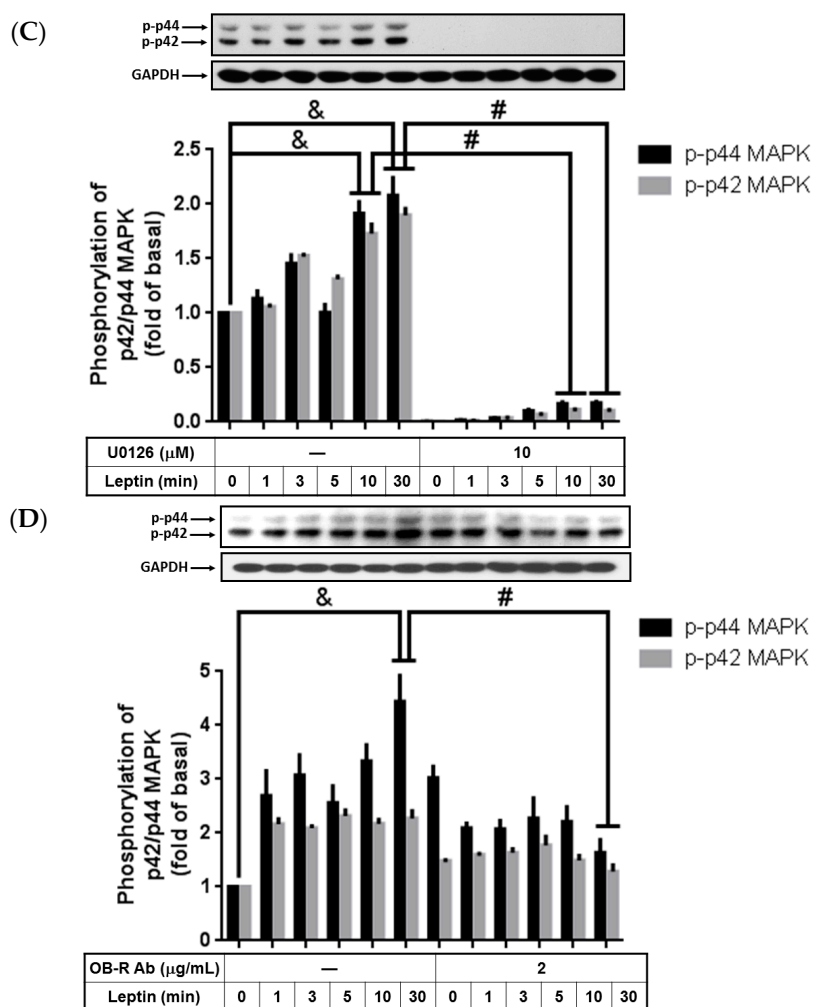 (C)
p-p44
p-p42
GAPDH
&
#
&
#
2.5
2.0
1.5
1.0
0.5
0.0
Phosphorylation of
p42/p44 MAPK
(fold of basal)
p-p44 MAPK
p-p42 MAPK
U0126 (μM) — 10
Leptin (min) 0 1 3 5 10 30 0 1 3 5 10 30
(D)
p-p44
p-p42
GAPDH
&
#
5
4
3
2
1
0
Phosphorylation of
p42/p44 MAPK
(fold of basal)
p-p44 MAPK
p-p42 MAPK
OB-R Ab (μg/mL) — 2
Leptin (min) 0 1 3 5 10 30 0 1 3 5 10 30